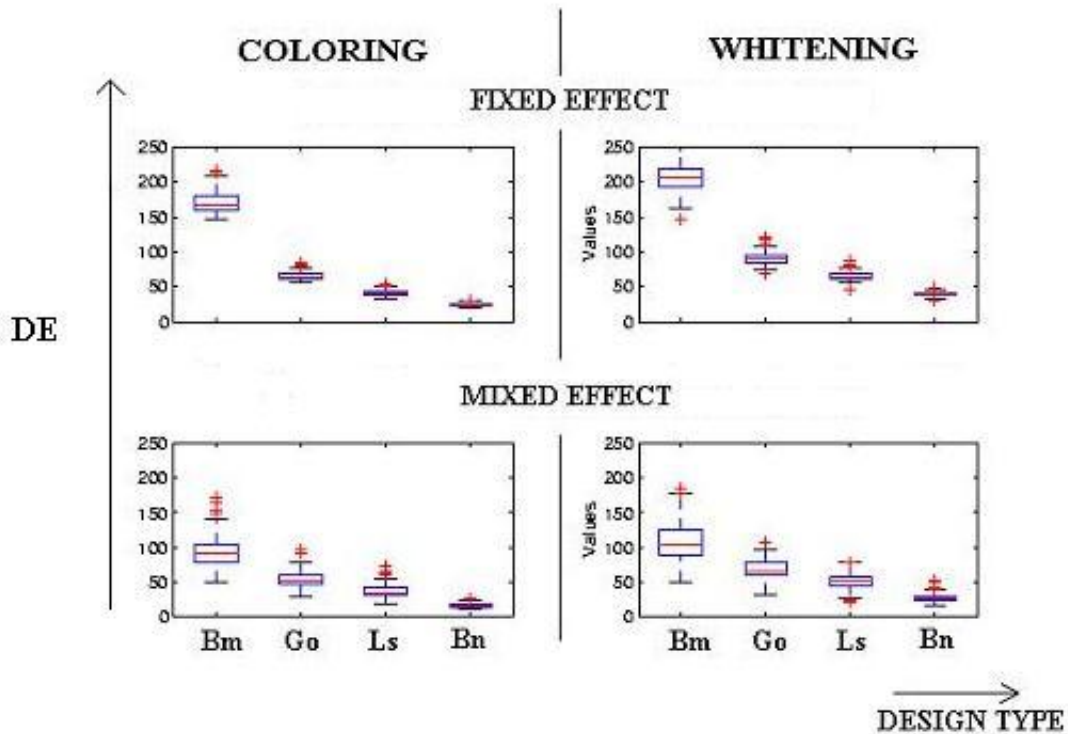 COLORING WHITENING
FIXED EFFECT
250 250
200 200
150 150
100 100
50 50
0 0
Values
DE
MIXED EFFECT
250 250
200 200
150 150
100 100
50 50
0 0
Values
Bm Go Ls Bn Bm Go Ls Bn
DESIGN TYPE